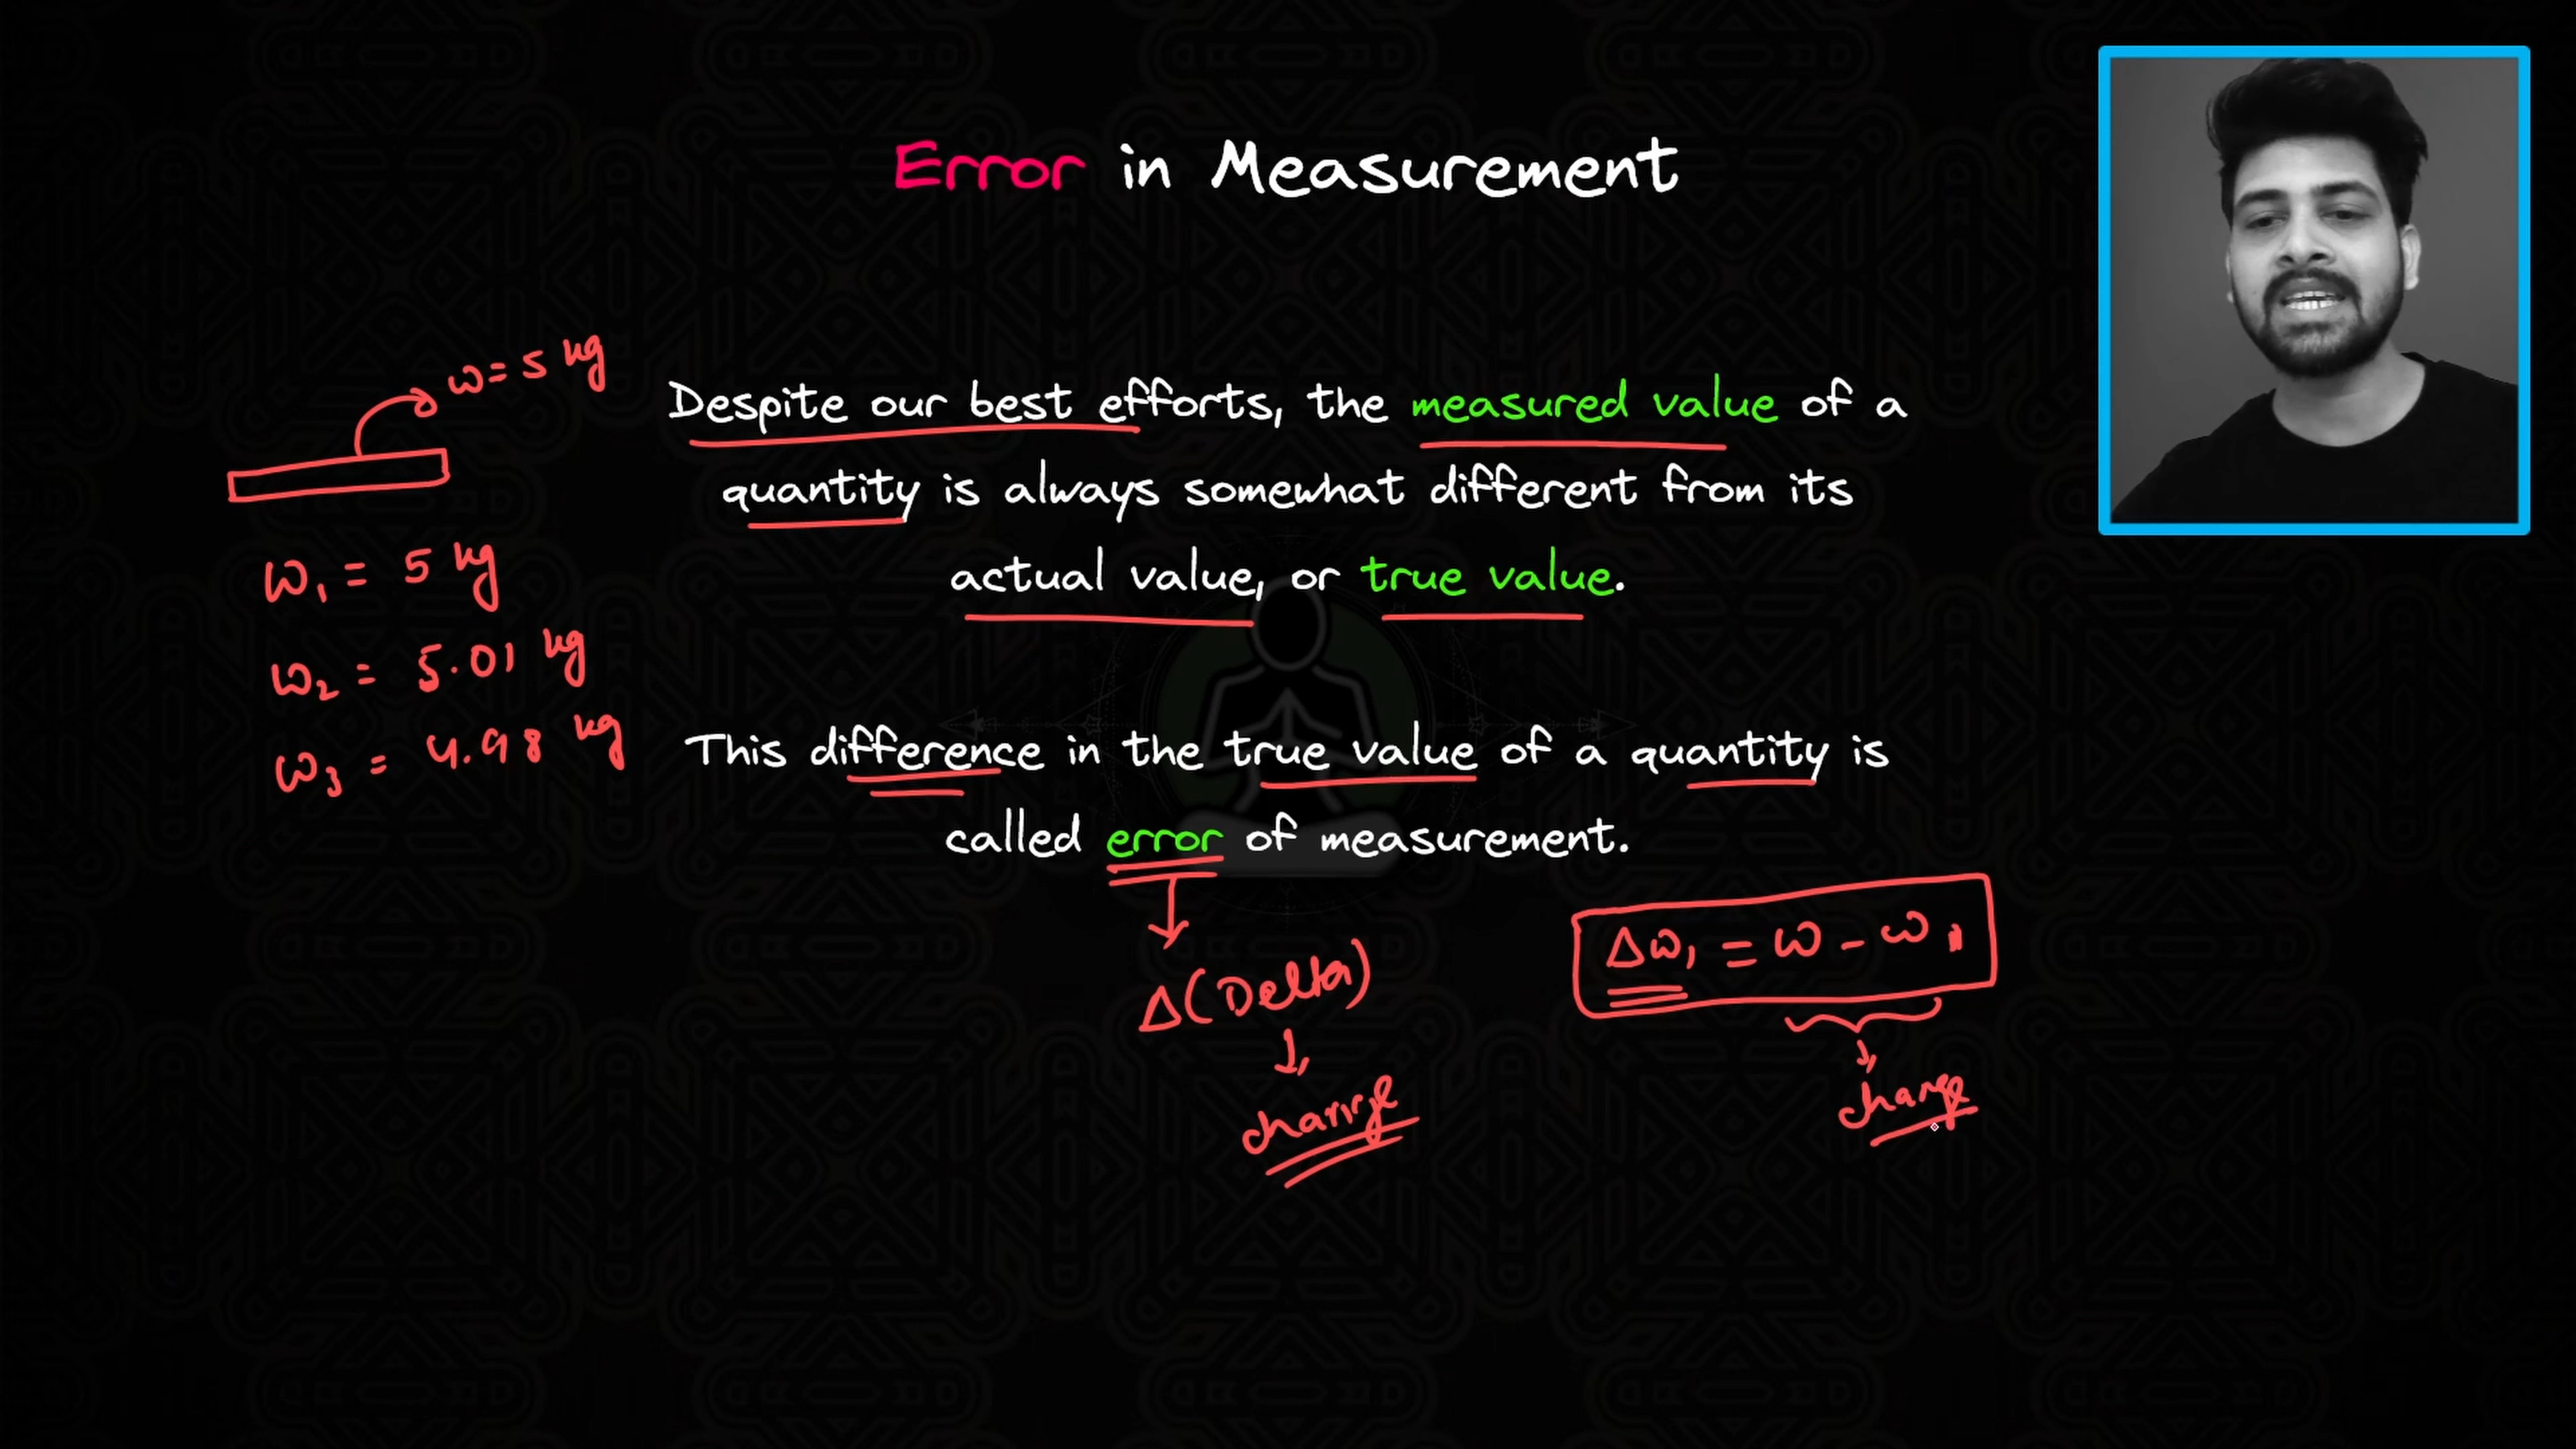 Error in Measurement
w = 5 kg
Despite our best efforts, the measured value of a
quantity is always somewhat different from its
actual value, or true value.
w₁ = 5 kg
w₂ = 5.01 kg
w₃ = 4.98 kg
This difference in the true value of a quantity is
called error of measurement.
Δ (Delta)
change
Δw₁ = w - w₁
change